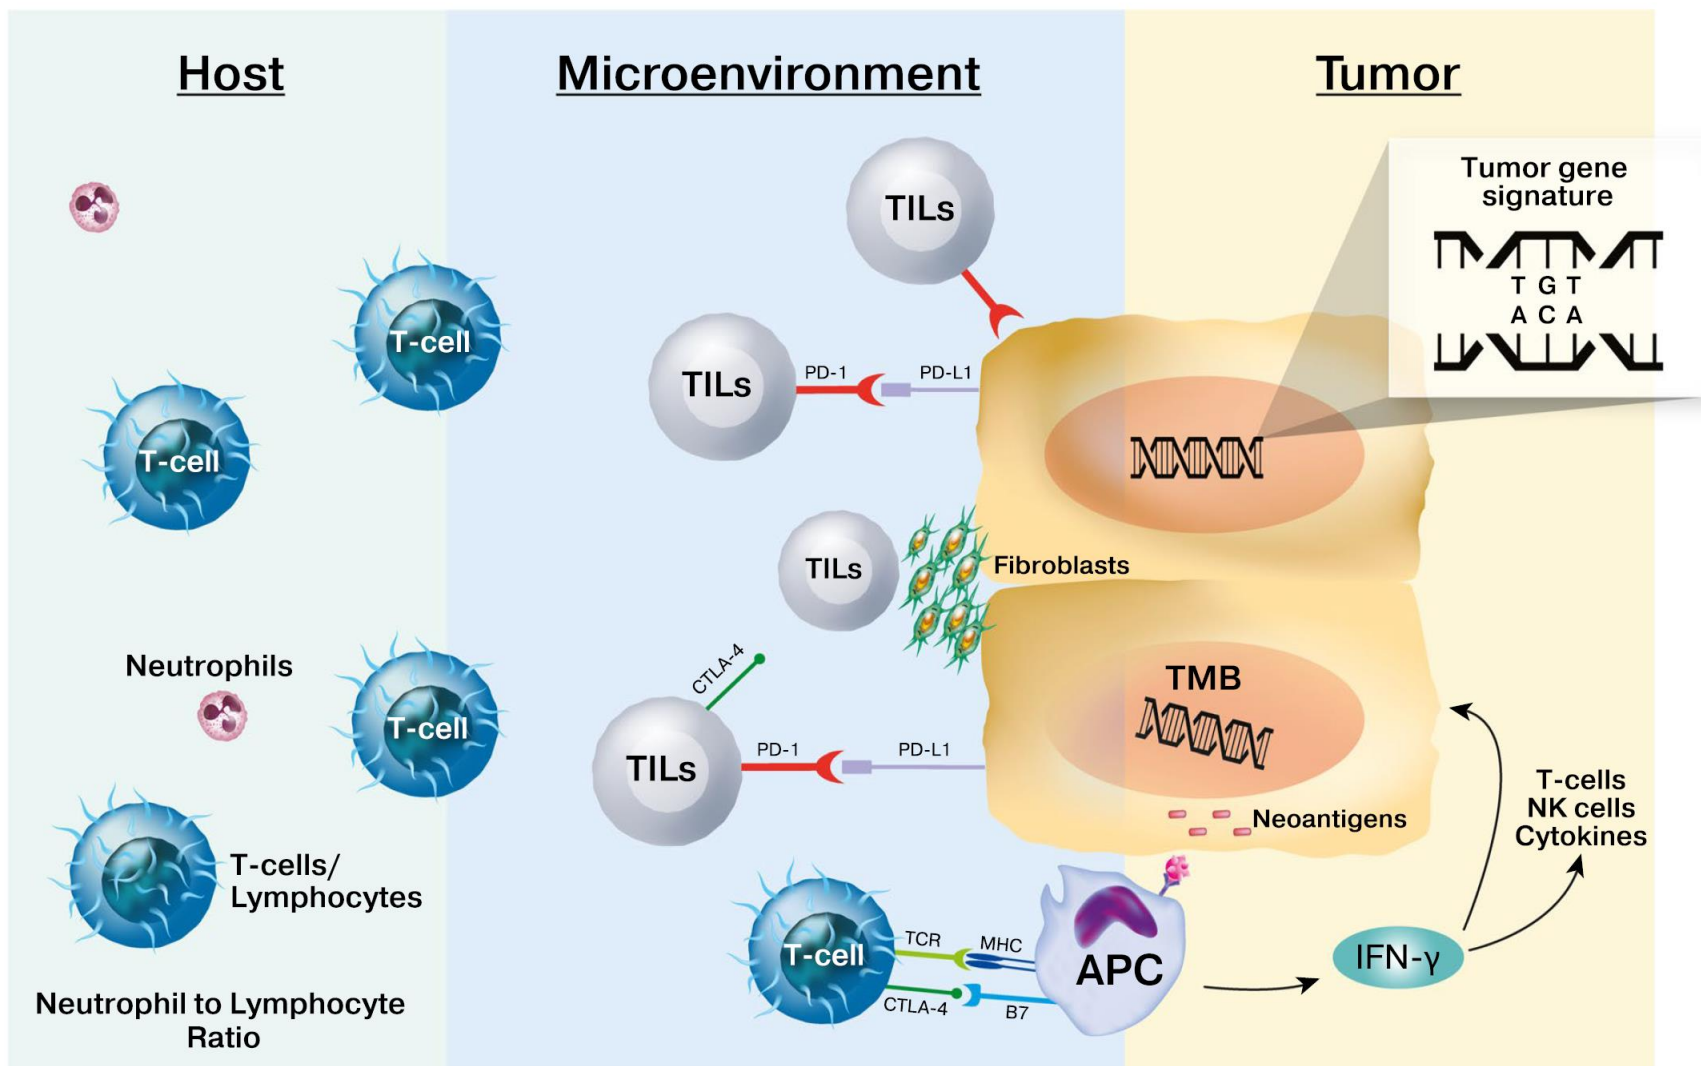 Host
Microenvironment
Tumor
Tumor gene
signature
T G T
A C A
TILs
TILs
PD-1
PD-L1
T-cell
T-cell
TILs
Fibroblasts
CTLA-4
Neutrophils
T-cell
TILs
PD-1
PD-L1
TMB
Neoantigens
T-cells
NK cells
Cytokines
T-cells/
Lymphocytes
T-cell
TCR
MHC
CTLA-4
B7
APC
IFN-γ
Neutrophil to Lymphocyte
Ratio